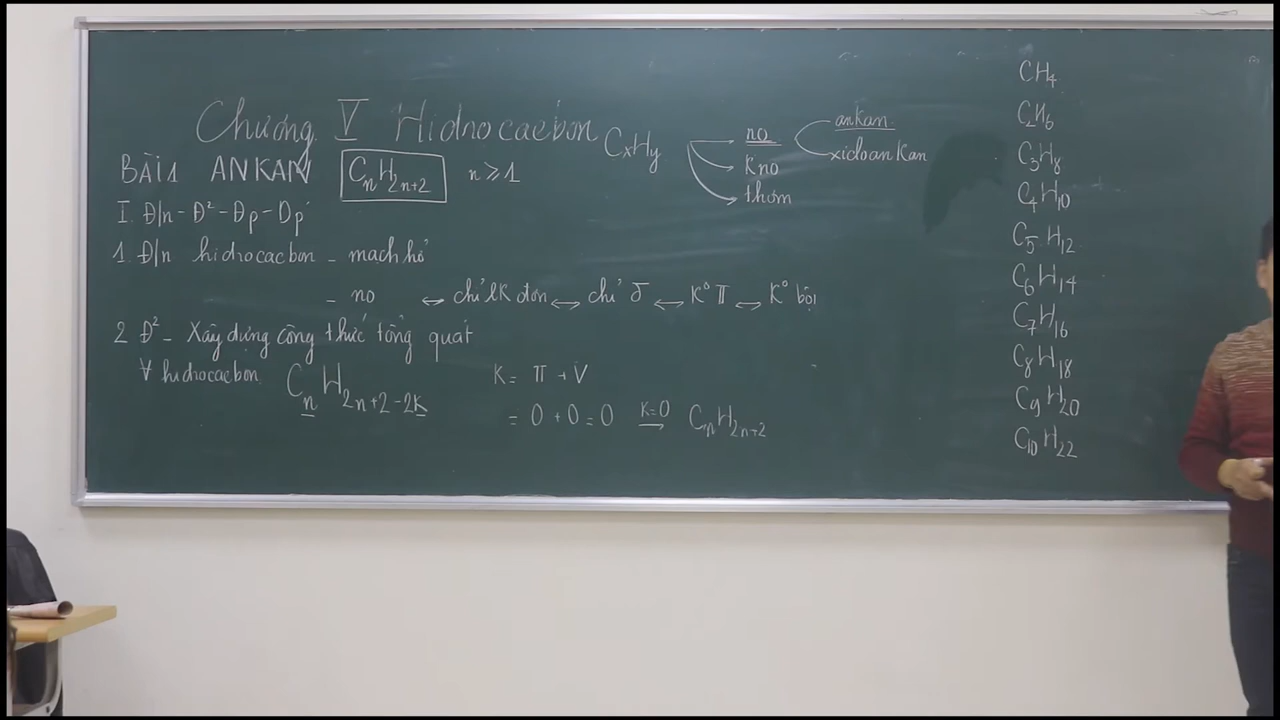 Chương V Hidrocacbon
CxHy
no
kno
thơm
ankan
xicloankan
BÀI 1 ANKAN CnH2n+2 n ⩾ 1
I. Đ/n - Đ² - Đp - Dp'
1. Đ/n hidrocacbon - mạch hở
- no ⇔ chỉ lk đơn ⇔ chỉ δ ⇔ K° π ⇔ K° bội
2 Đ² - Xây dựng công thức tổng quát
∀ hidrocacbon. CnH2n+2-2k
K = π + V
= 0 + 0 = 0 K=0 → CnH2n+2
CH4
C2H6
C3H8
C4H10
C5H12
C6H14
C7H16
C8H18
C9H20
C10H22